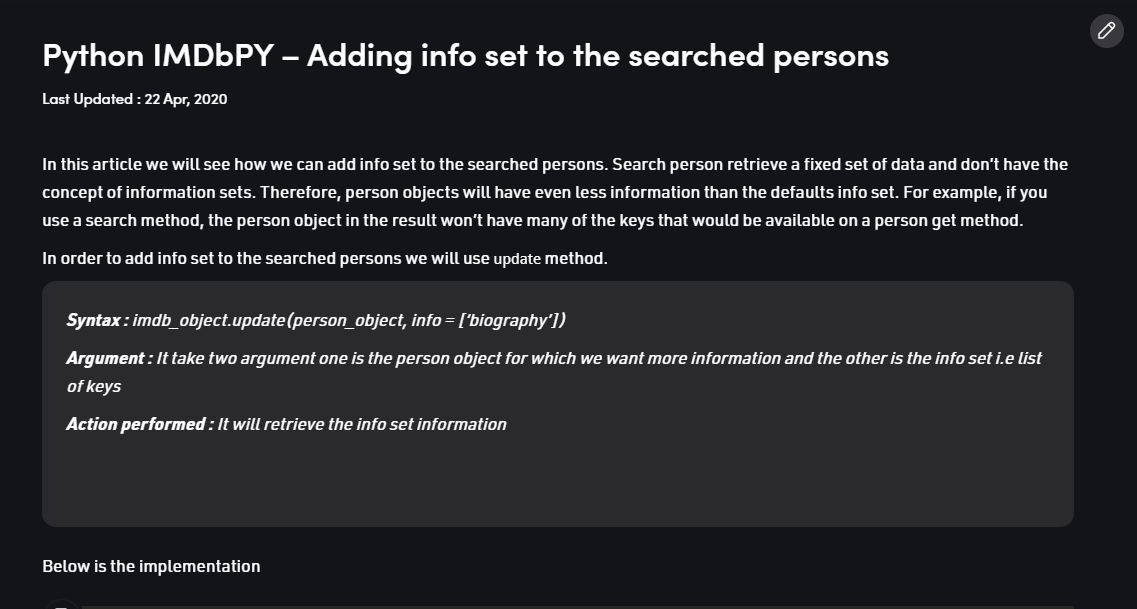 Python IMDbPY – Adding info set to the searched persons
Last Updated : 22 Apr, 2020
In this article we will see how we can add info set to the searched persons. Search person retrieve a fixed set of data and don’t have the
concept of information sets. Therefore, person objects will have even less information than the defaults info set. For example, if you
use a search method, the person object in the result won’t have many of the keys that would be available on a person get method.
In order to add info set to the searched persons we will use update method.
Syntax : imdb_object.update(person_object, info = [‘biography’])
Argument : It take two argument one is the person object for which we want more information and the other is the info set i.e list
of keys
Action performed : It will retrieve the info set information
Below is the implementation